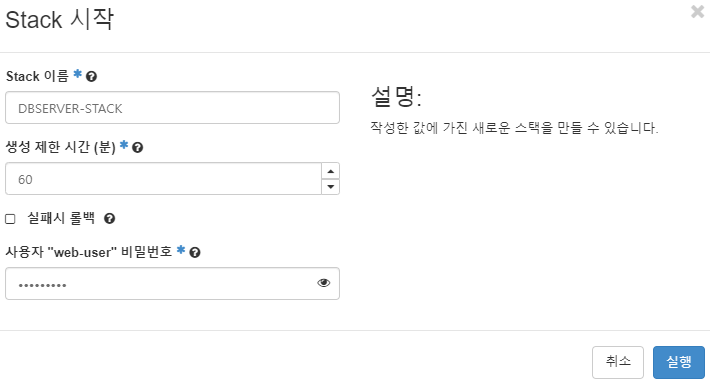 Stack 시작
Stack 이름 *
DBSERVER-STACK
생성 제한 시간 (분) *
60
실패시 롤백
사용자 "web-user" 비밀번호 *
•••••••••
설명:
작성한 값에 가진 새로운 스택을 만들 수 있습니다.
취소
실행